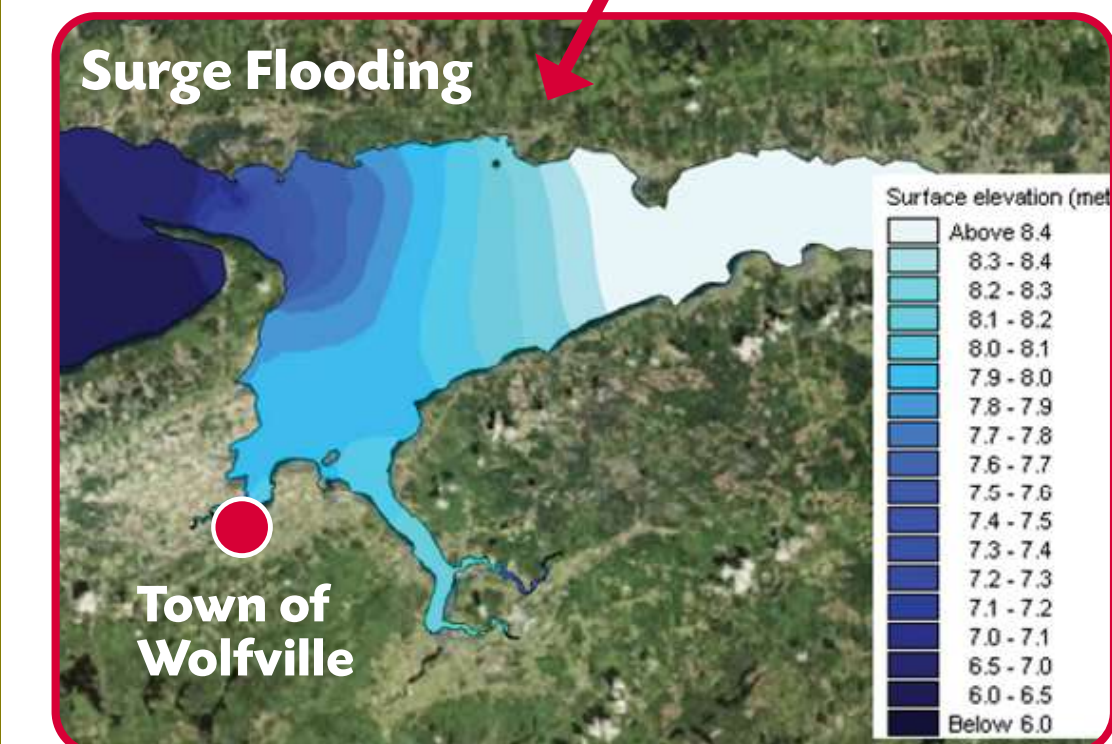 Surge Flooding
Surface elevation (met
Above 8.4
8.3 - 8.4
8.2 - 8.3
8.1 - 8.2
8.0 - 8.1
7.9 - 8.0
7.8 - 7.9
7.7 - 7.8
7.6 - 7.7
7.5 - 7.6
7.4 - 7.5
7.3 - 7.4
7.2 - 7.3
7.1 - 7.2
7.0 - 7.1
6.5 - 7.0
6.0 - 6.5
Below 6.0
Town of
Wolfville